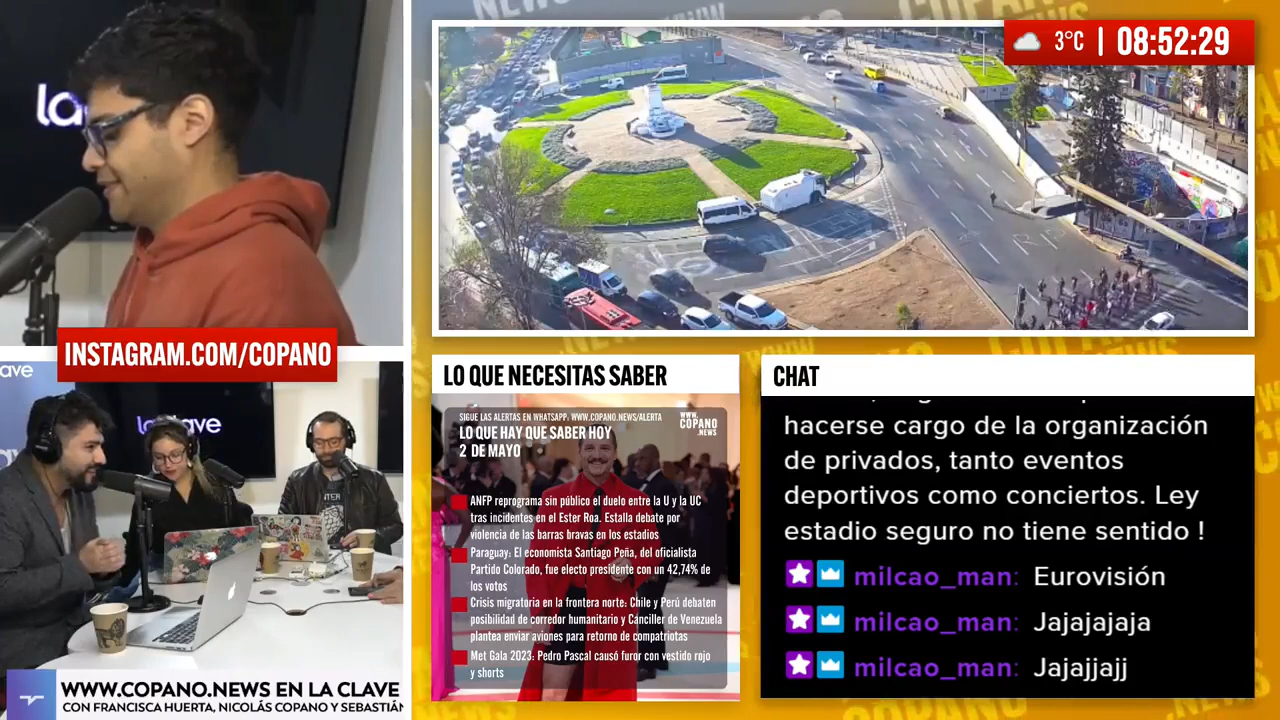 la
INSTAGRAM.COM/COPANO
ave
la clave
WWW.COPANO.NEWS EN LA CLAVE
CON FRANCISCA HUERTA, NICOLÁS COPANO Y SEBASTIÁN
3°C | 08:52:29
LO QUE NECESITAS SABER
SIGUE LAS ALERTAS EN WHATSAPP: WWW.COPANO.NEWS/ALERTA
WWW.
COPANO
.NEWS
LO QUE HAY QUE SABER HOY
2 DE MAYO
ANFP reprograma sin público el duelo entre la U y la UC
tras incidentes en el Ester Roa. Estalla debate por
violencia de las barras bravas en los estadios
Paraguay: El economista Santiago Peña, del oficialista
Partido Colorado, fue electo presidente con un 42,74% de
los votos
Crisis migratoria en la frontera norte: Chile y Perú debaten
posibilidad de corredor humanitario y Canciller de Venezuela
plantea enviar aviones para retorno de compatriotas
Met Gala 2023: Pedro Pascal causó furor con vestido rojo
y shorts
CHAT
hacerse cargo de la organización
de privados, tanto eventos
deportivos como conciertos. Ley
estadio seguro no tiene sentido !
milcao_man: Eurovisión
milcao_man: Jajajajaja
milcao_man: Jajajjajj